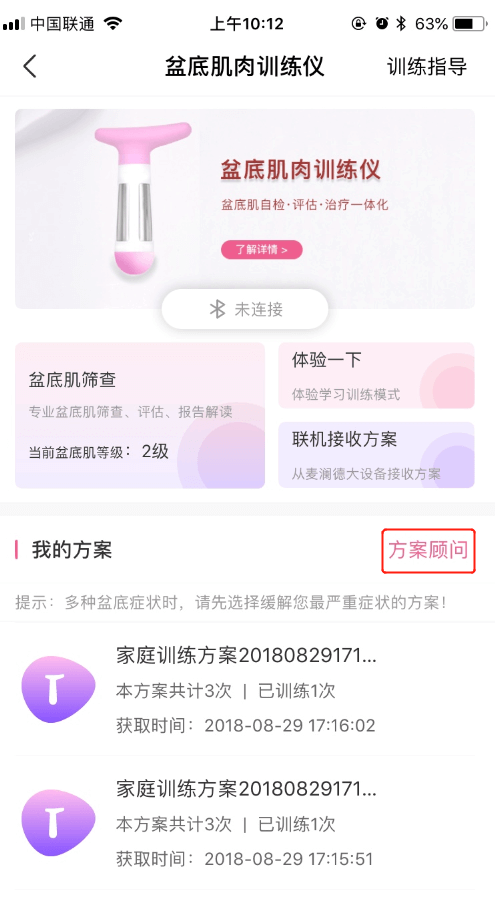 中国联通 上午10:12 63%
盆底肌肉训练仪 训练指导
盆底肌肉训练仪
盆底肌自检·评估·治疗一体化
了解详情 >
未连接
盆底肌筛查
专业盆底肌筛查、评估、报告解读
当前盆底肌等级： 2级
体验一下
体验学习训练模式
联机接收方案
从麦澜德大设备接收方案
我的方案 方案顾问
提示：多种盆底症状时，请先选择缓解您最严重症状的方案！
家庭训练方案20180829171...
本方案共计3次 | 已训练1次
获取时间：2018-08-29 17:16:02
家庭训练方案20180829171...
本方案共计3次 | 已训练1次
获取时间：2018-08-29 17:15:51